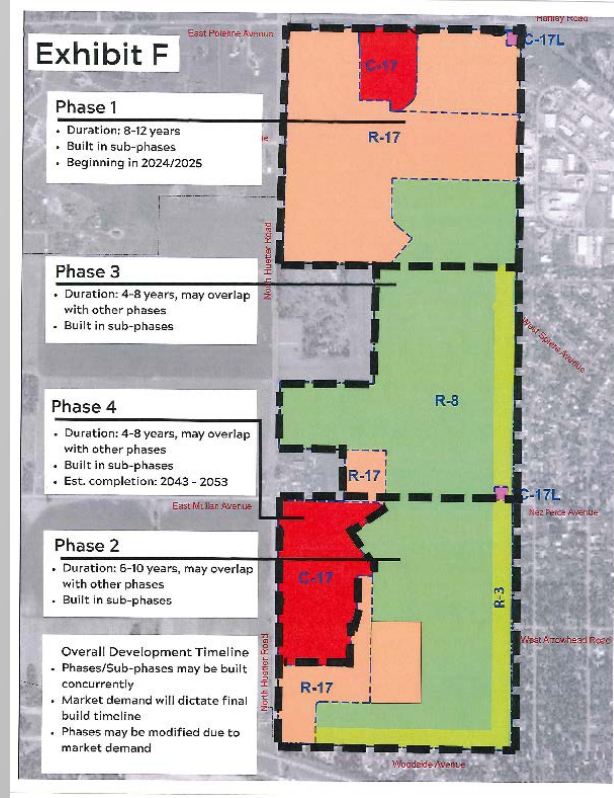 Exhibit F
East Poleline Avenue
Hanley Road
C-17L
C-17
Phase 1
• Duration: 8-12 years
• Built in sub-phases
• Beginning in 2024/2025
R-17
North Huetter Road
Phase 3
• Duration: 4-8 years, may overlap
with other phases
• Built in sub-phases
West Spiers Avenue
R-8
Phase 4
• Duration: 4-8 years, may overlap
with other phases
• Built in sub-phases
• Est. completion: 2043 - 2053
R-17
C-17L
East Mullan Avenue
Nez Perce Avenue
Phase 2
• Duration: 6-10 years, may overlap
with other phases
• Built in sub-phases
C-17
R-3
West Arrowhead Road
North Huetter Road
Overall Development Timeline
• Phases/Sub-phases may be built
concurrently
• Market demand will dictate final
build timeline
• Phases may be modified due to
market demand
R-17
Woodside Avenue